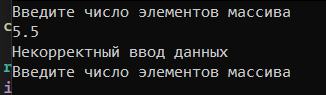 Введите число элементов массива
5.5
Некорректный ввод данных
Введите число элементов массива